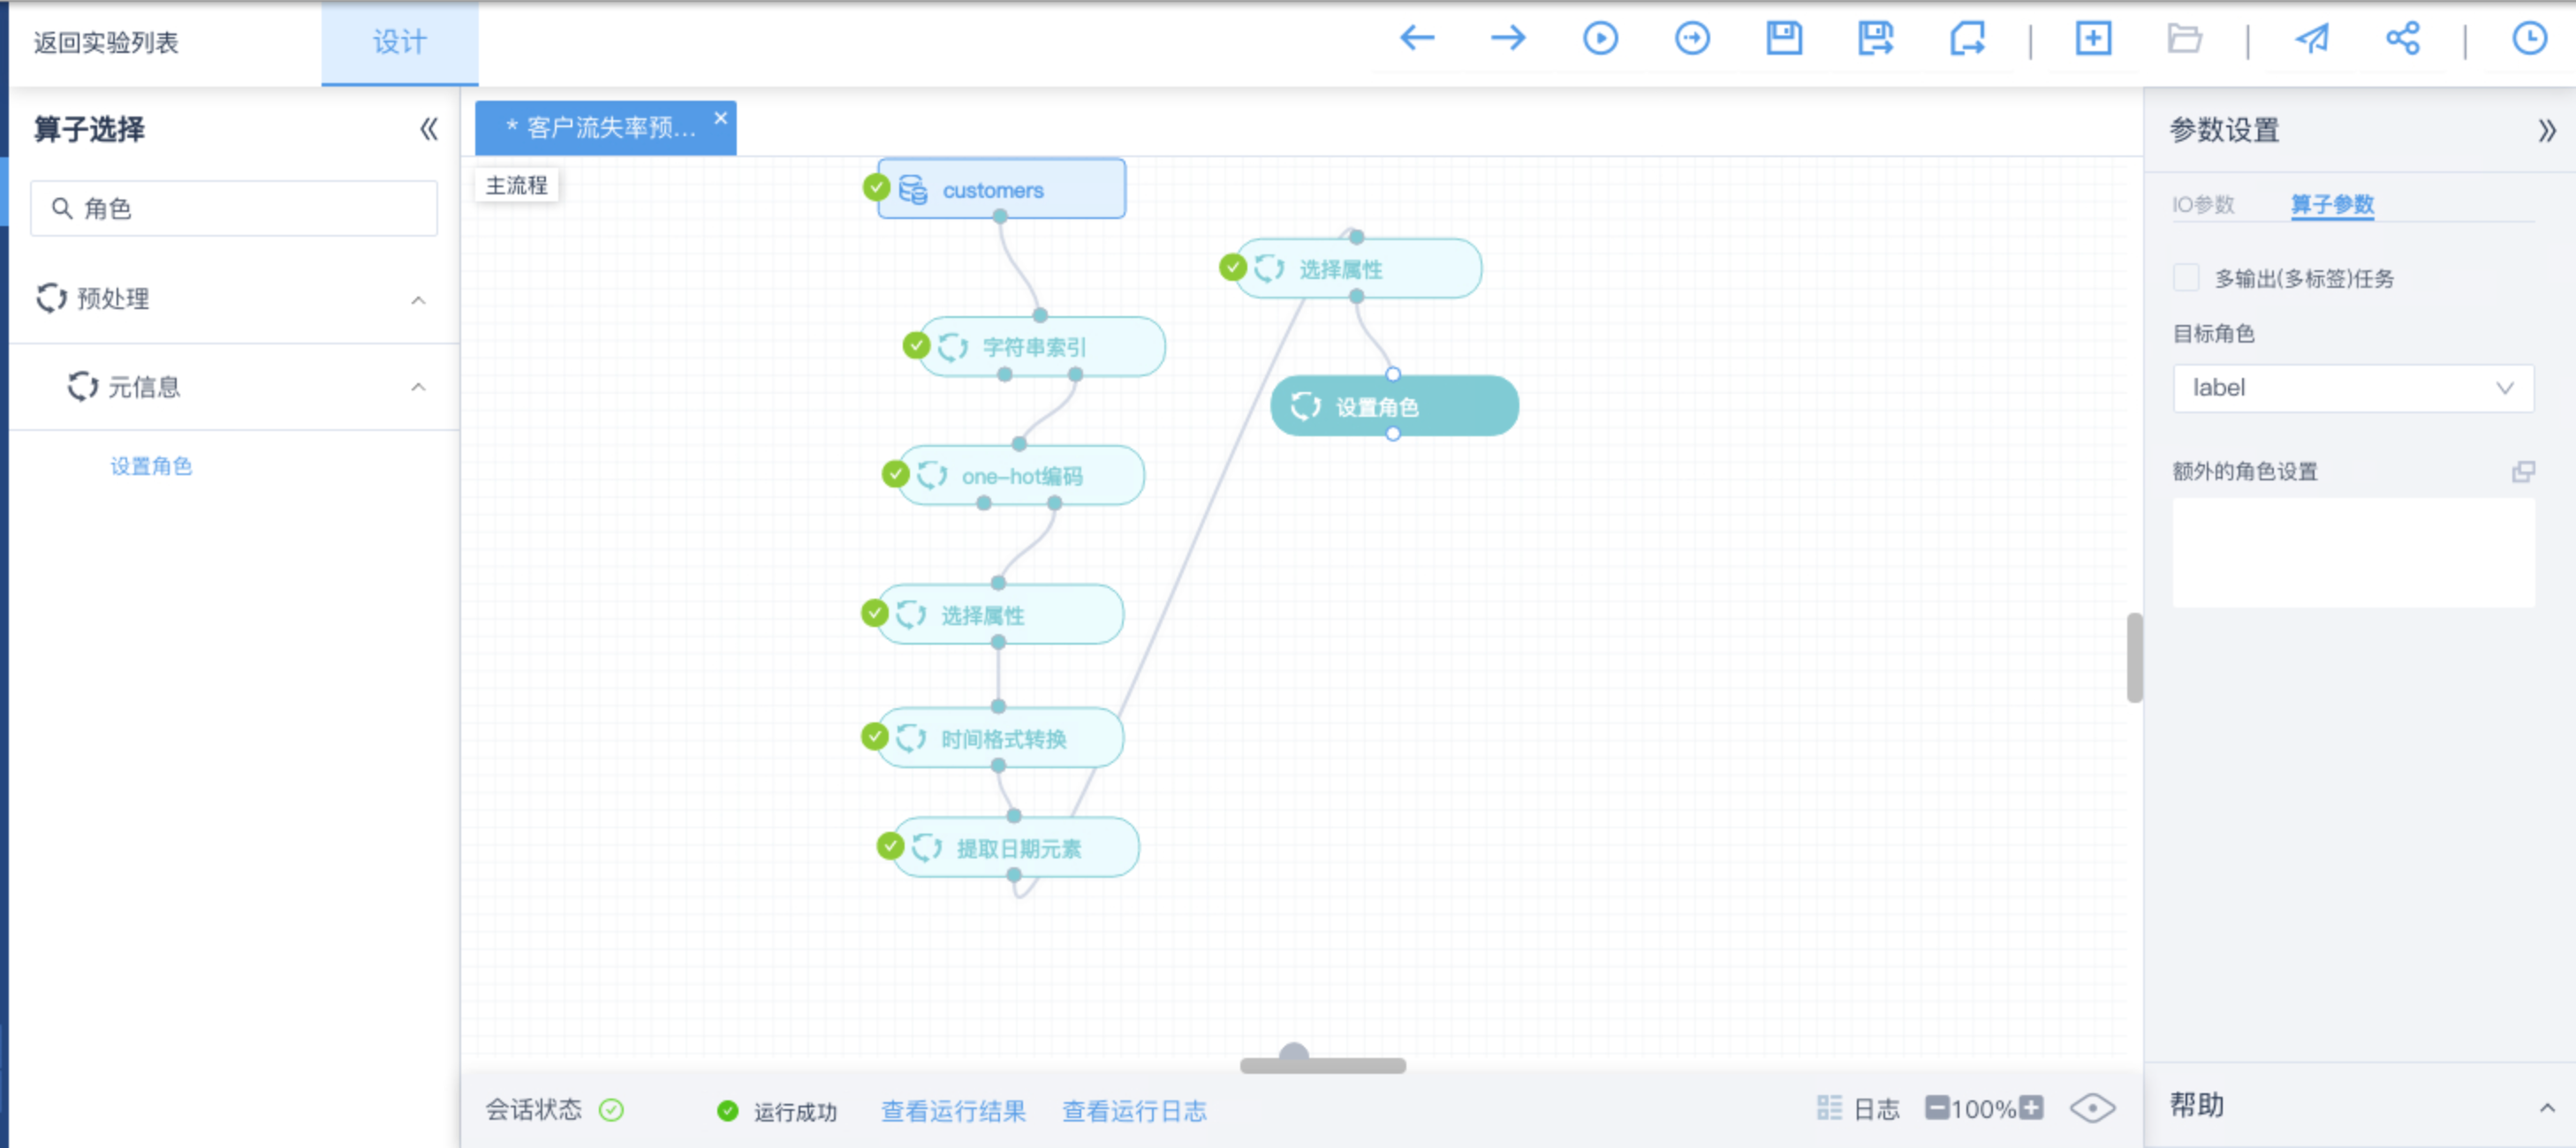 返回实验列表
设计
算子选择
角色
预处理
元信息
设置角色
* 客户流失率预...
主流程
customers
字符串索引
one-hot编码
选择属性
时间格式转换
提取日期元素
选择属性
设置角色
会话状态
运行成功
查看运行结果
查看运行日志
日志
100%
参数设置
IO参数
算子参数
多输出(多标签)任务
目标角色
label
额外的角色设置
帮助